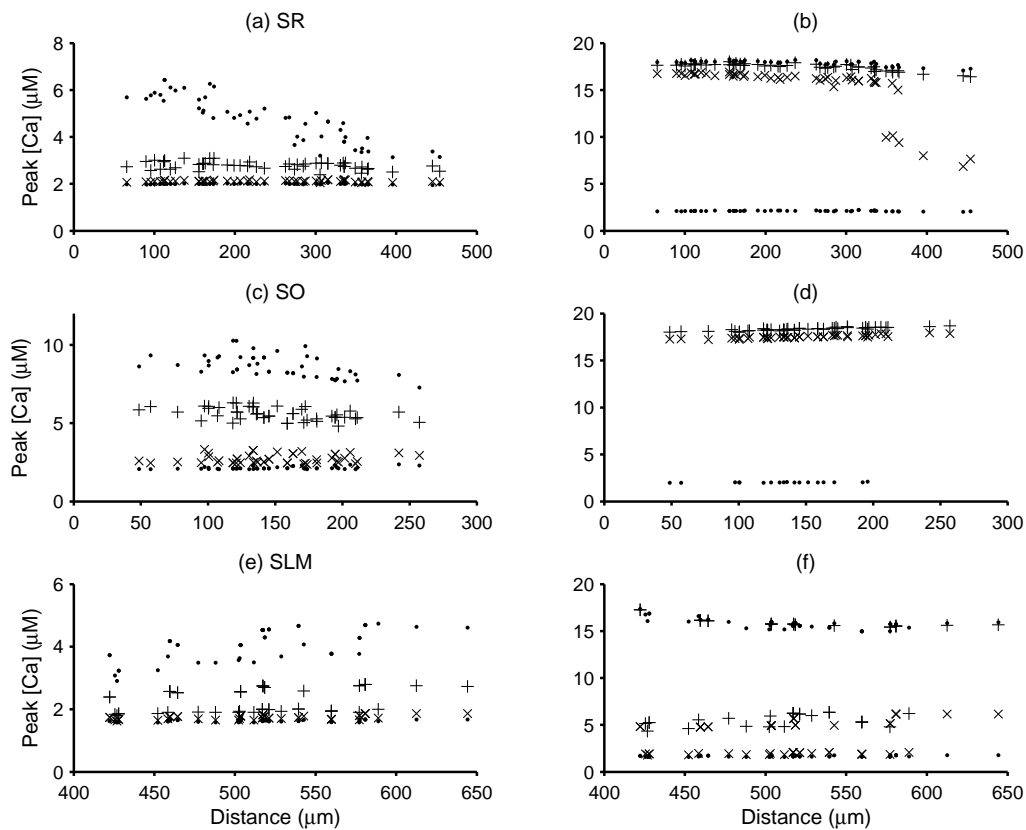 (a) SR
(b)
8
6
4
2
0
Peak [Ca] (μM)
0 100 200 300 400 500
20
15
10
5
0
0 100 200 300 400 500
(c) SO
(d)
10
5
0
Peak [Ca] (μM)
0 50 100 150 200 250 300
20
15
10
5
0
0 50 100 150 200 250 300
(e) SLM
(f)
6
4
2
0
Peak [Ca] (μM)
400 450 500 550 600 650
Distance (μm)
20
15
10
5
0
400 450 500 550 600 650
Distance (μm)